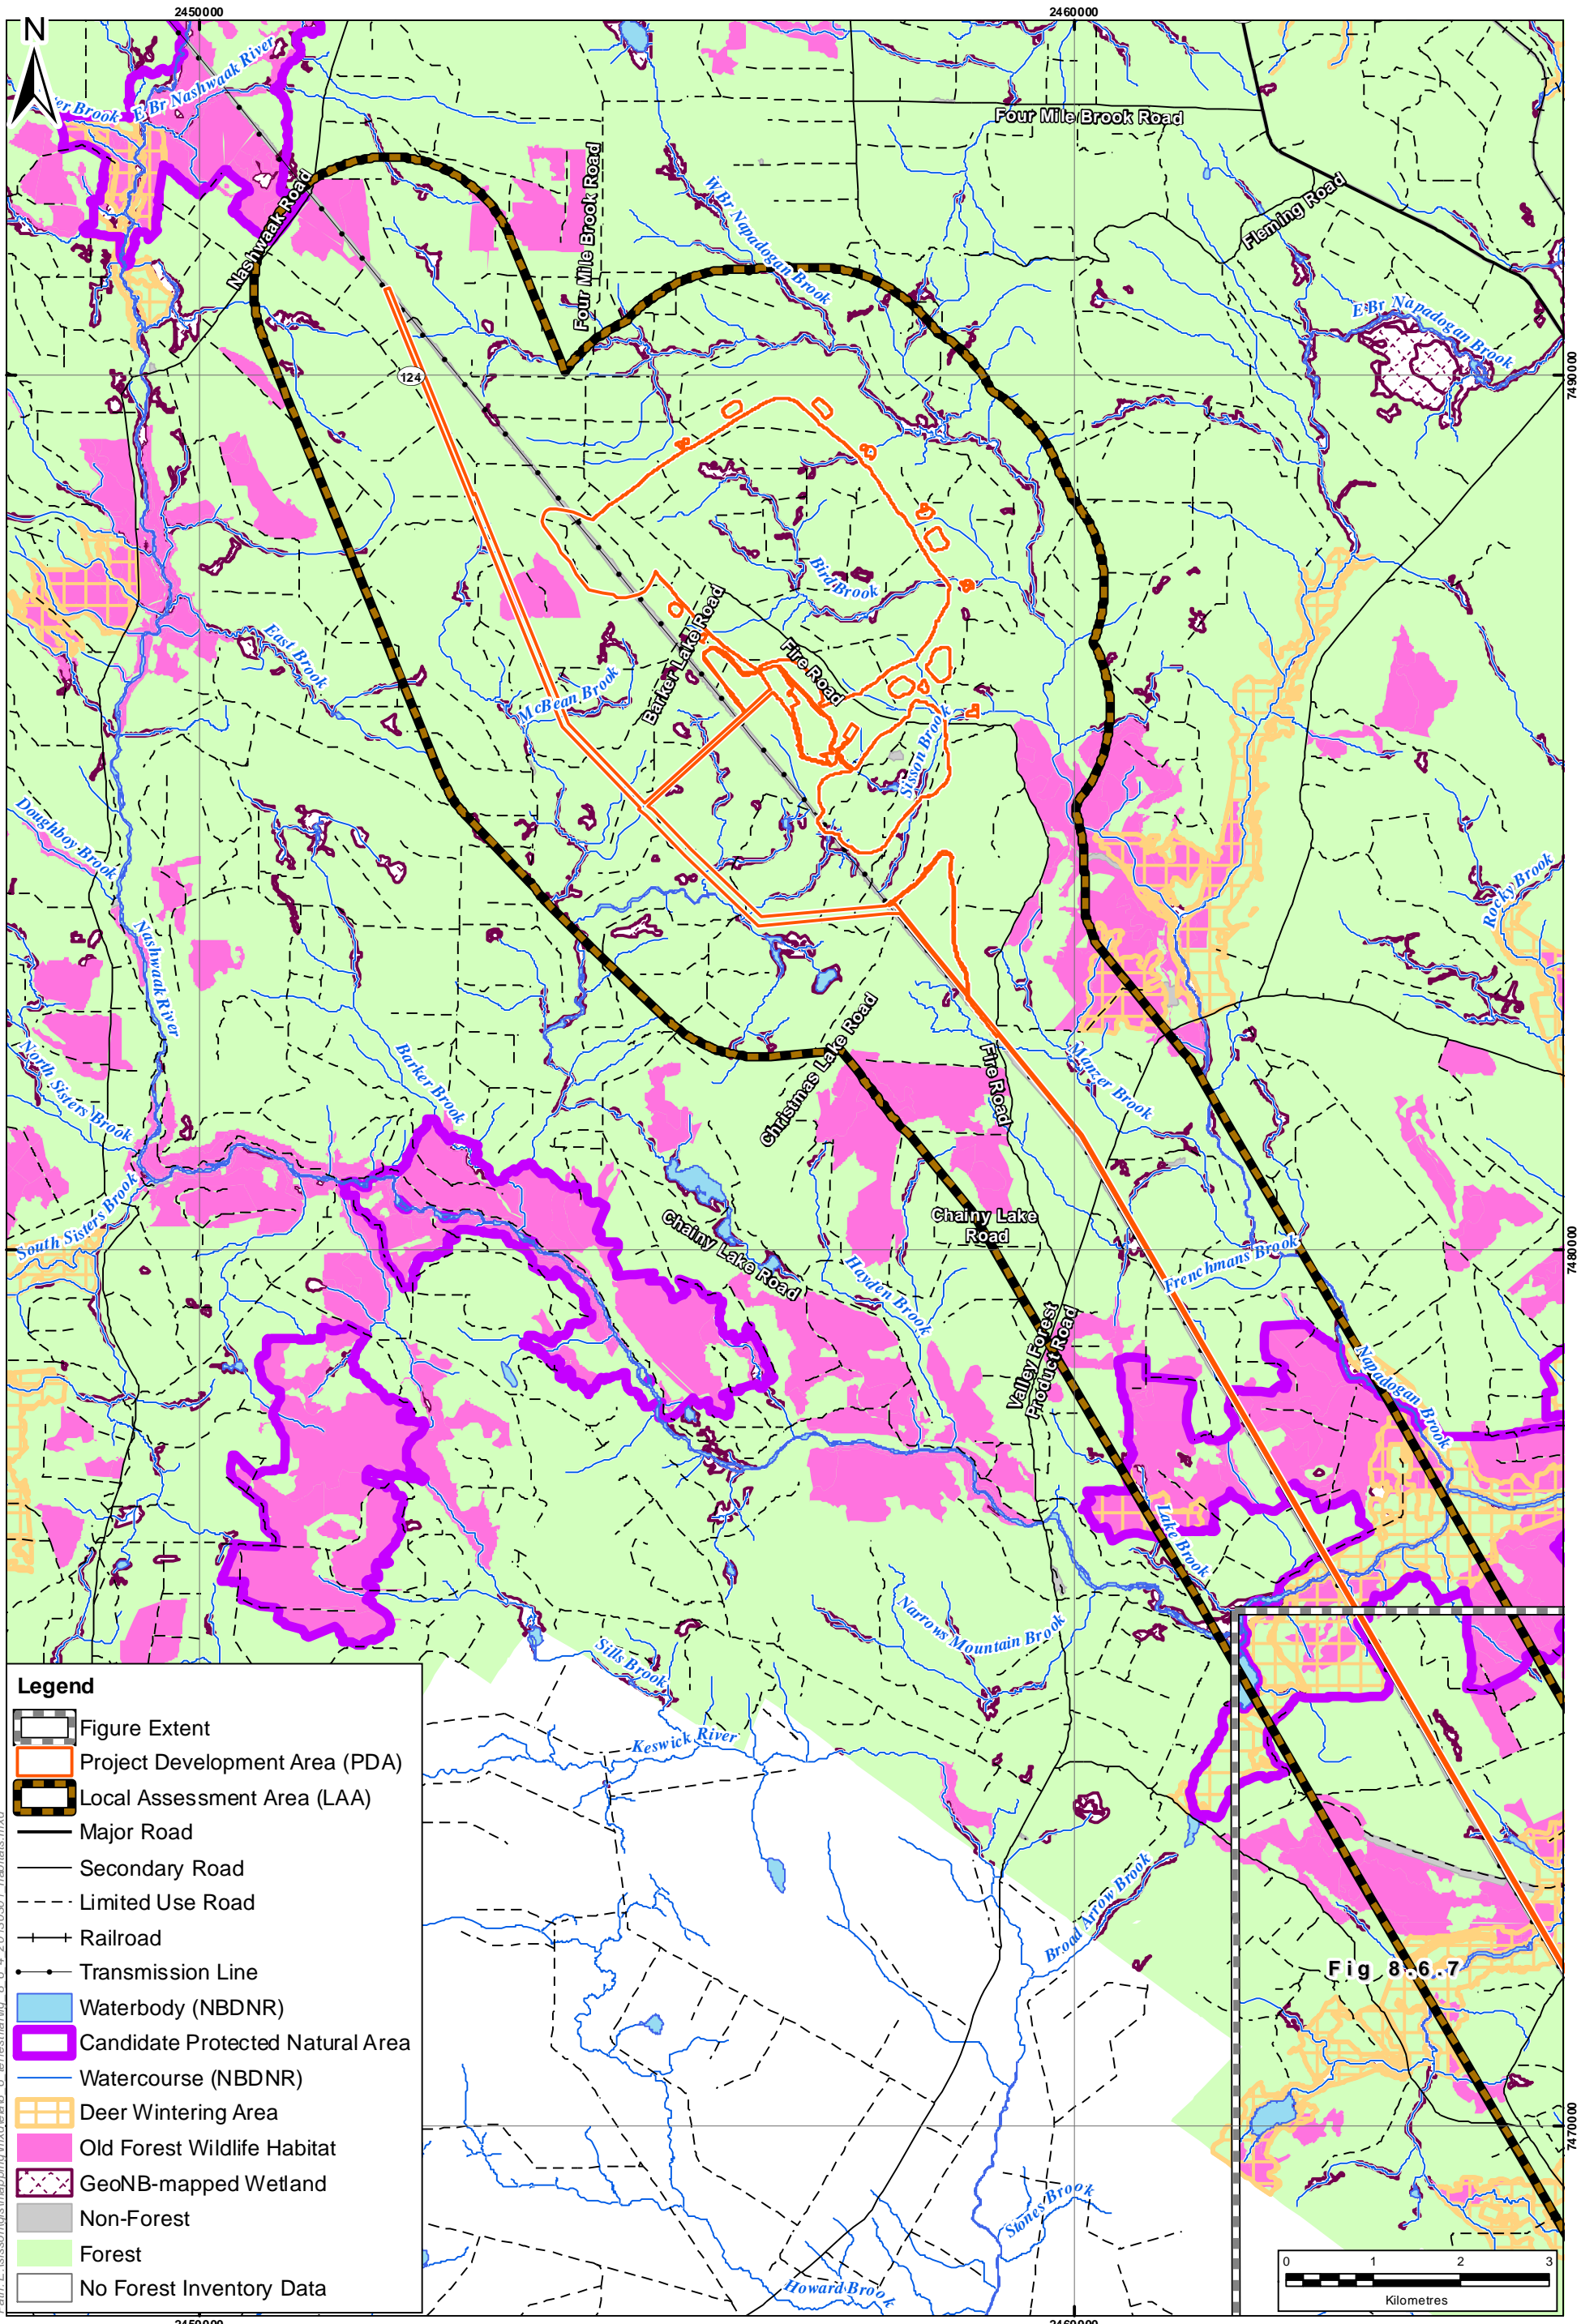 2450000
2460000
N
E Br Nashwaak River
er Brook
Four Mile Brook Road
Four Mile Brook Road
Nashwaak Road
W Br Napadogan Brook
Fleming Road
E Br Napadogan Brook
7490000
124
Bird Brook
Barker Lake Road
Fire Road
East Brook
McBean Brook
Sisson Brook
Doughboy Brook
Rocky Brook
Nashwaak River
Christmas Lake Road
North Sisters Brook
Barker Brook
Fire Road
Manzer Brook
South Sisters Brook
Chainy Lake Road
Chainy Lake
Road
Hayden Brook
Frenchmans Brook
7480000
Valley Forest
Product Road
Napadogan Brook
Lake Brook
Narrows Mountain Brook
Sills Brook
Keswick River
Broad Arrow Brook
Fig 8.6.7
7470000
Stones Brook
Howard Brook
Legend
Figure Extent
Project Development Area (PDA)
Local Assessment Area (LAA)
Major Road
Secondary Road
Limited Use Road
Railroad
Transmission Line
Waterbody (NBDNR)
Candidate Protected Natural Area
Watercourse (NBDNR)
Deer Wintering Area
Old Forest Wildlife Habitat
GeoNB-mapped Wetland
Non-Forest
Forest
No Forest Inventory Data
0 1 2 3
Kilometres
2450000
2460000